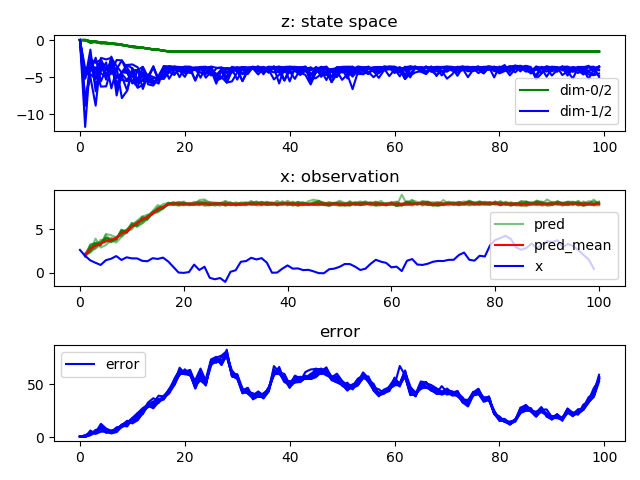 z: state space
0
−5
−10
dim-0/2
dim-1/2
0 20 40 60 80 100
x: observation
5
0
pred
pred_mean
x
0 20 40 60 80 100
error
50
0
error
0 20 40 60 80 100